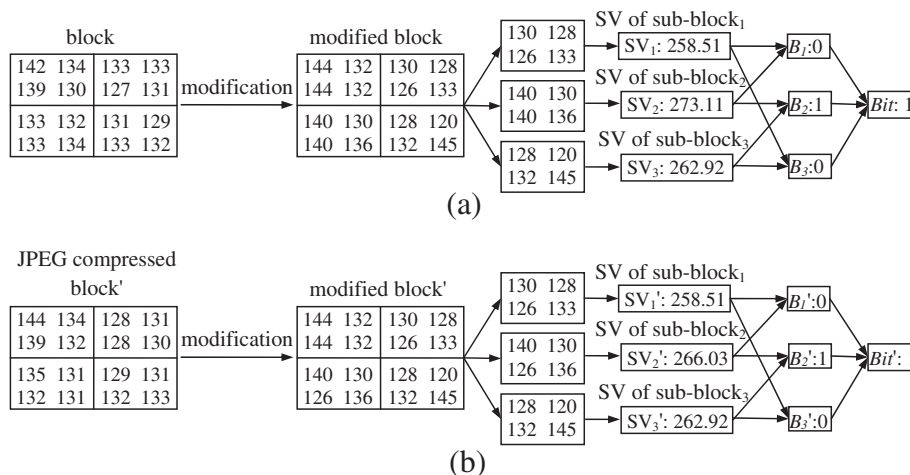 block
142 134 133 133
139 130 127 131
133 132 131 129
133 134 133 132
modification
modified block
144 132 130 128
144 132 126 133
140 130 128 120
140 136 132 145
130 128
126 133
140 130
140 136
128 120
132 145
SV of sub-block1
SV1: 258.51
SV of sub-block2
SV2: 273.11
SV of sub-block3
SV3: 262.92
B1:0
B2:1
B3:0
Bit: 1
(a)
JPEG compressed
block'
144 134 128 131
139 132 128 130
135 131 129 131
132 131 132 133
modification
modified block'
144 132 130 128
144 132 126 133
140 130 128 120
126 136 132 145
130 128
126 133
140 130
126 136
128 120
132 145
SV of sub-block1
SV1': 258.51
SV of sub-block2
SV2': 266.03
SV of sub-block3
SV3': 262.92
B1':0
B2':1
B3':0
Bit':
(b)